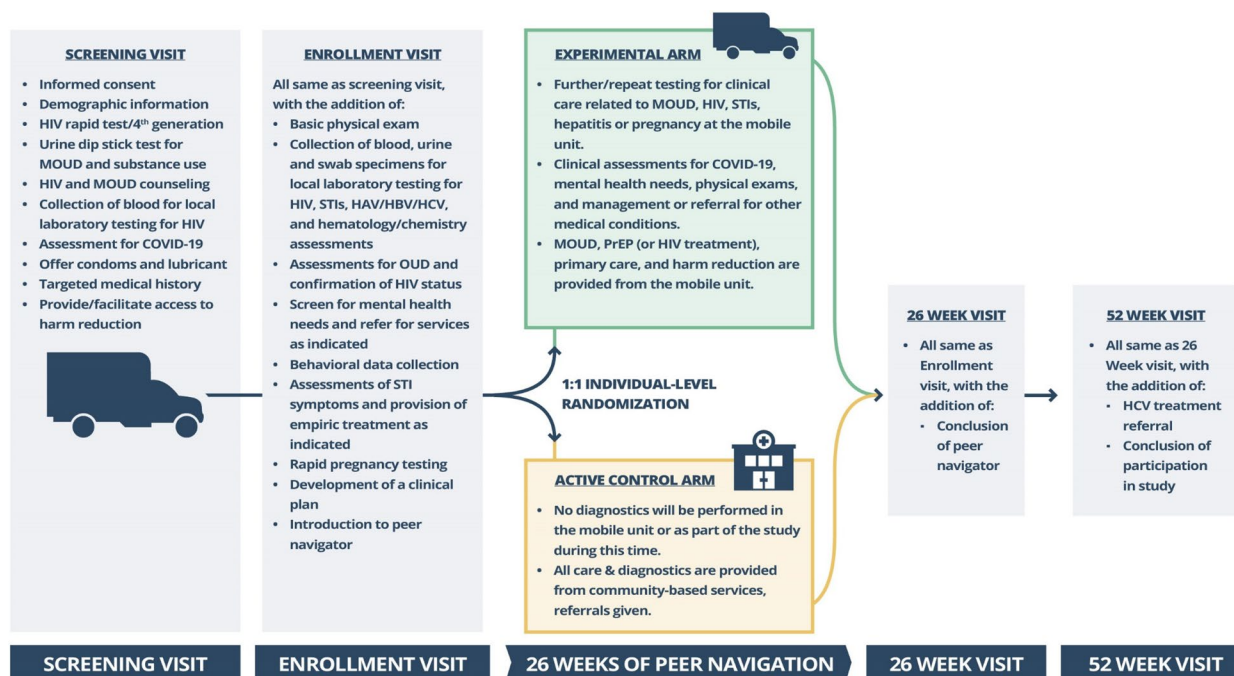 SCREENING VISIT
• Informed consent
• Demographic information
• HIV rapid test/4th generation
• Urine dip stick test for
MOUD and substance use
• HIV and MOUD counseling
• Collection of blood for local
laboratory testing for HIV
• Assessment for COVID-19
• Offer condoms and lubricant
• Targeted medical history
• Provide/facilitate access to
harm reduction
ENROLLMENT VISIT
All same as screening visit,
with the addition of:
• Basic physical exam
• Collection of blood, urine
and swab specimens for
local laboratory testing for
HIV, STIs, HAV/HBV/HCV,
and hematology/chemistry
assessments
• Assessments for OUD and
confirmation of HIV status
• Screen for mental health
needs and refer for services
as indicated
• Behavioral data collection
• Assessments of STI
symptoms and provision of
empiric treatment as
indicated
• Rapid pregnancy testing
• Development of a clinical
plan
• Introduction to peer
navigator
EXPERIMENTAL ARM
• Further/repeat testing for clinical
care related to MOUD, HIV, STIs,
hepatitis or pregnancy at the mobile
unit.
• Clinical assessments for COVID-19,
mental health needs, physical exams,
and management or referral for other
medical conditions.
• MOUD, PrEP (or HIV treatment),
primary care, and harm reduction are
provided from the mobile unit.
1:1 INDIVIDUAL-LEVEL
RANDOMIZATION
ACTIVE CONTROL ARM
• No diagnostics will be performed in
the mobile unit or as part of the study
during this time.
• All care & diagnostics are provided
from community-based services,
referrals given.
26 WEEK VISIT
• All same as
Enrollment
visit, with the
addition of:
- Conclusion
of peer
navigator
52 WEEK VISIT
• All same as 26
Week visit, with
the addition of:
• HCV treatment
referral
• Conclusion of
participation
in study
SCREENING VISIT
ENROLLMENT VISIT
26 WEEKS OF PEER NAVIGATION
26 WEEK VISIT
52 WEEK VISIT